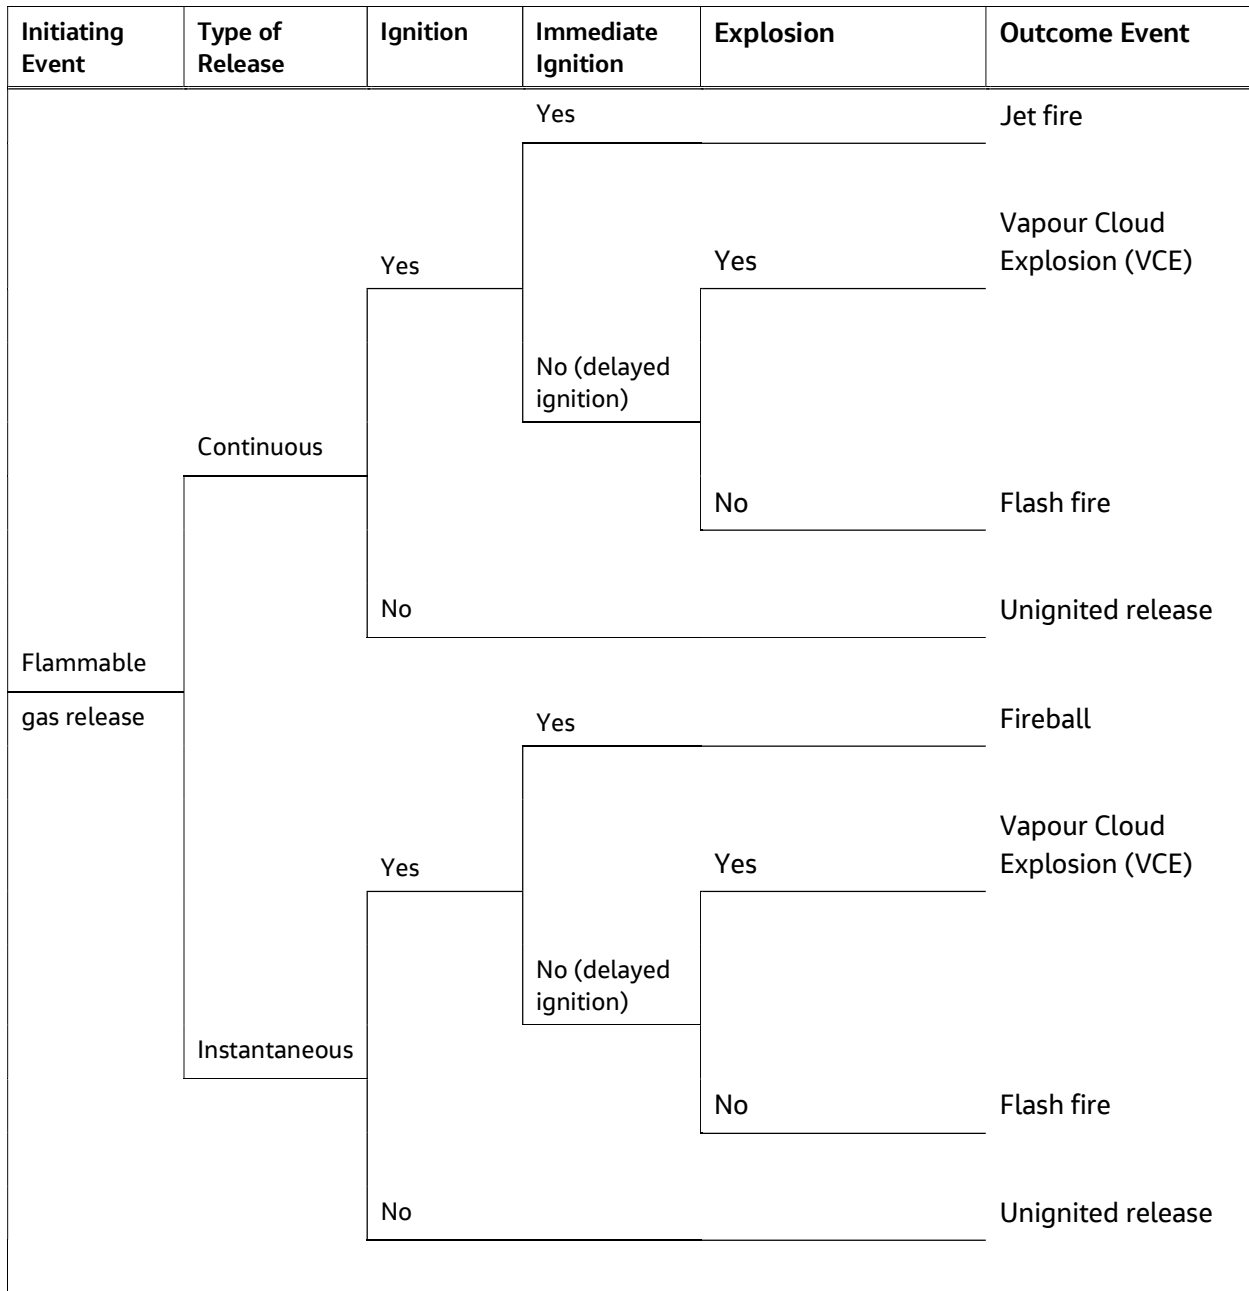 Initiating
Event
Type of
Release
Ignition
Immediate
Ignition
Explosion
Outcome Event
Yes
Jet fire
Vapour Cloud
Explosion (VCE)
Yes
Yes
No (delayed
ignition)
Continuous
No
Flash fire
No
Unignited release
Flammable
gas release
Yes
Fireball
Vapour Cloud
Explosion (VCE)
Yes
Yes
No (delayed
ignition)
Instantaneous
No
Flash fire
No
Unignited release